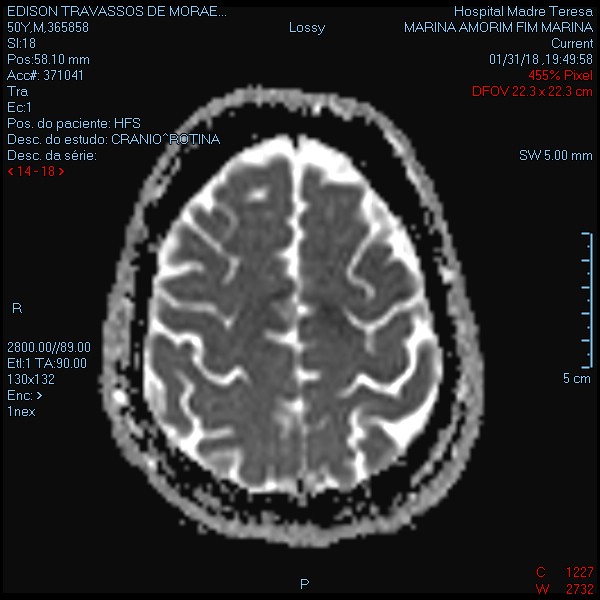 EDISON TRAVASSOS DE MORAE...
50Y,M,365858
Sl:18
Pos:58.10 mm
Acc#: 371041
Tra
Ec:1
Pos. do paciente: HFS
Desc. do estudo: CRANIO^ROTINA
Desc. da série:
< 14 - 18 >
Lossy
Hospital Madre Teresa
MARINA AMORIM FIM MARINA
Current
01/31/18 ,19:49:58
455% Pixel
DFOV 22.3 x 22.3 cm
SW 5.00 mm
R
2800.00//89.00
Etl:1 TA:90.00
130x132
Enc: >
1nex
5 cm
P
C 1227
W 2732